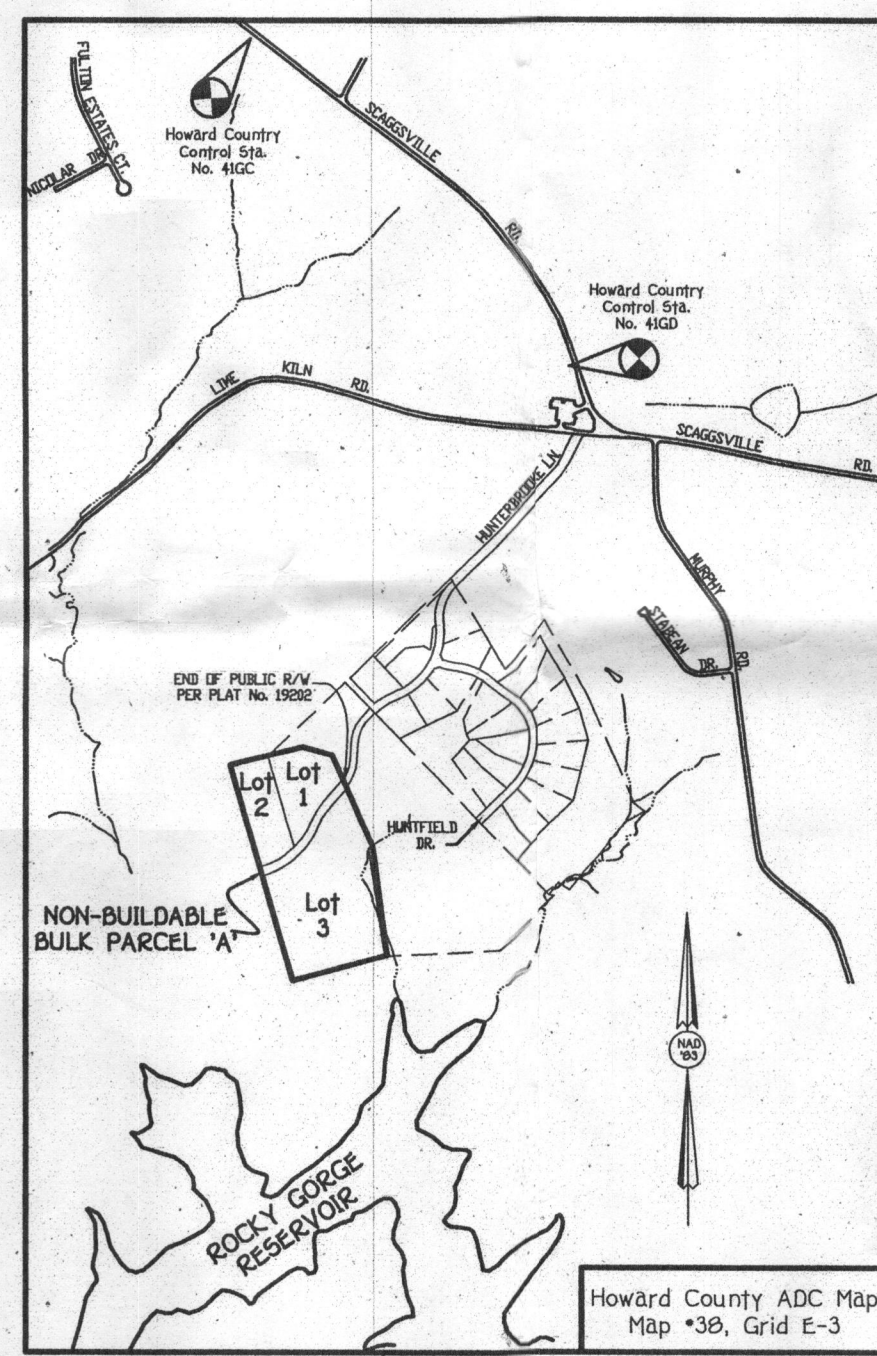 FULTON ESTATES CT.
NICOLAR DR.
Howard Country
Control Sta.
No. 41GC
SCAGGSVILLE
RD.
Howard Country
Control Sta.
No. 41GD
LIME KILN RD.
SCAGGSVILLE RD.
HUNTERBROOKE LN.
MURPHY RD.
STABEAN DR.
END OF PUBLIC R/W
PER PLAT No. 19202
Lot
1
Lot
2
HUNTFIELD
DR.
Lot
3
NON-BUILDABLE
BULK PARCEL 'A'
NAD
'83
ROCKY GORGE
RESERVOIR
Howard County ADC Map
Map #38, Grid E-3